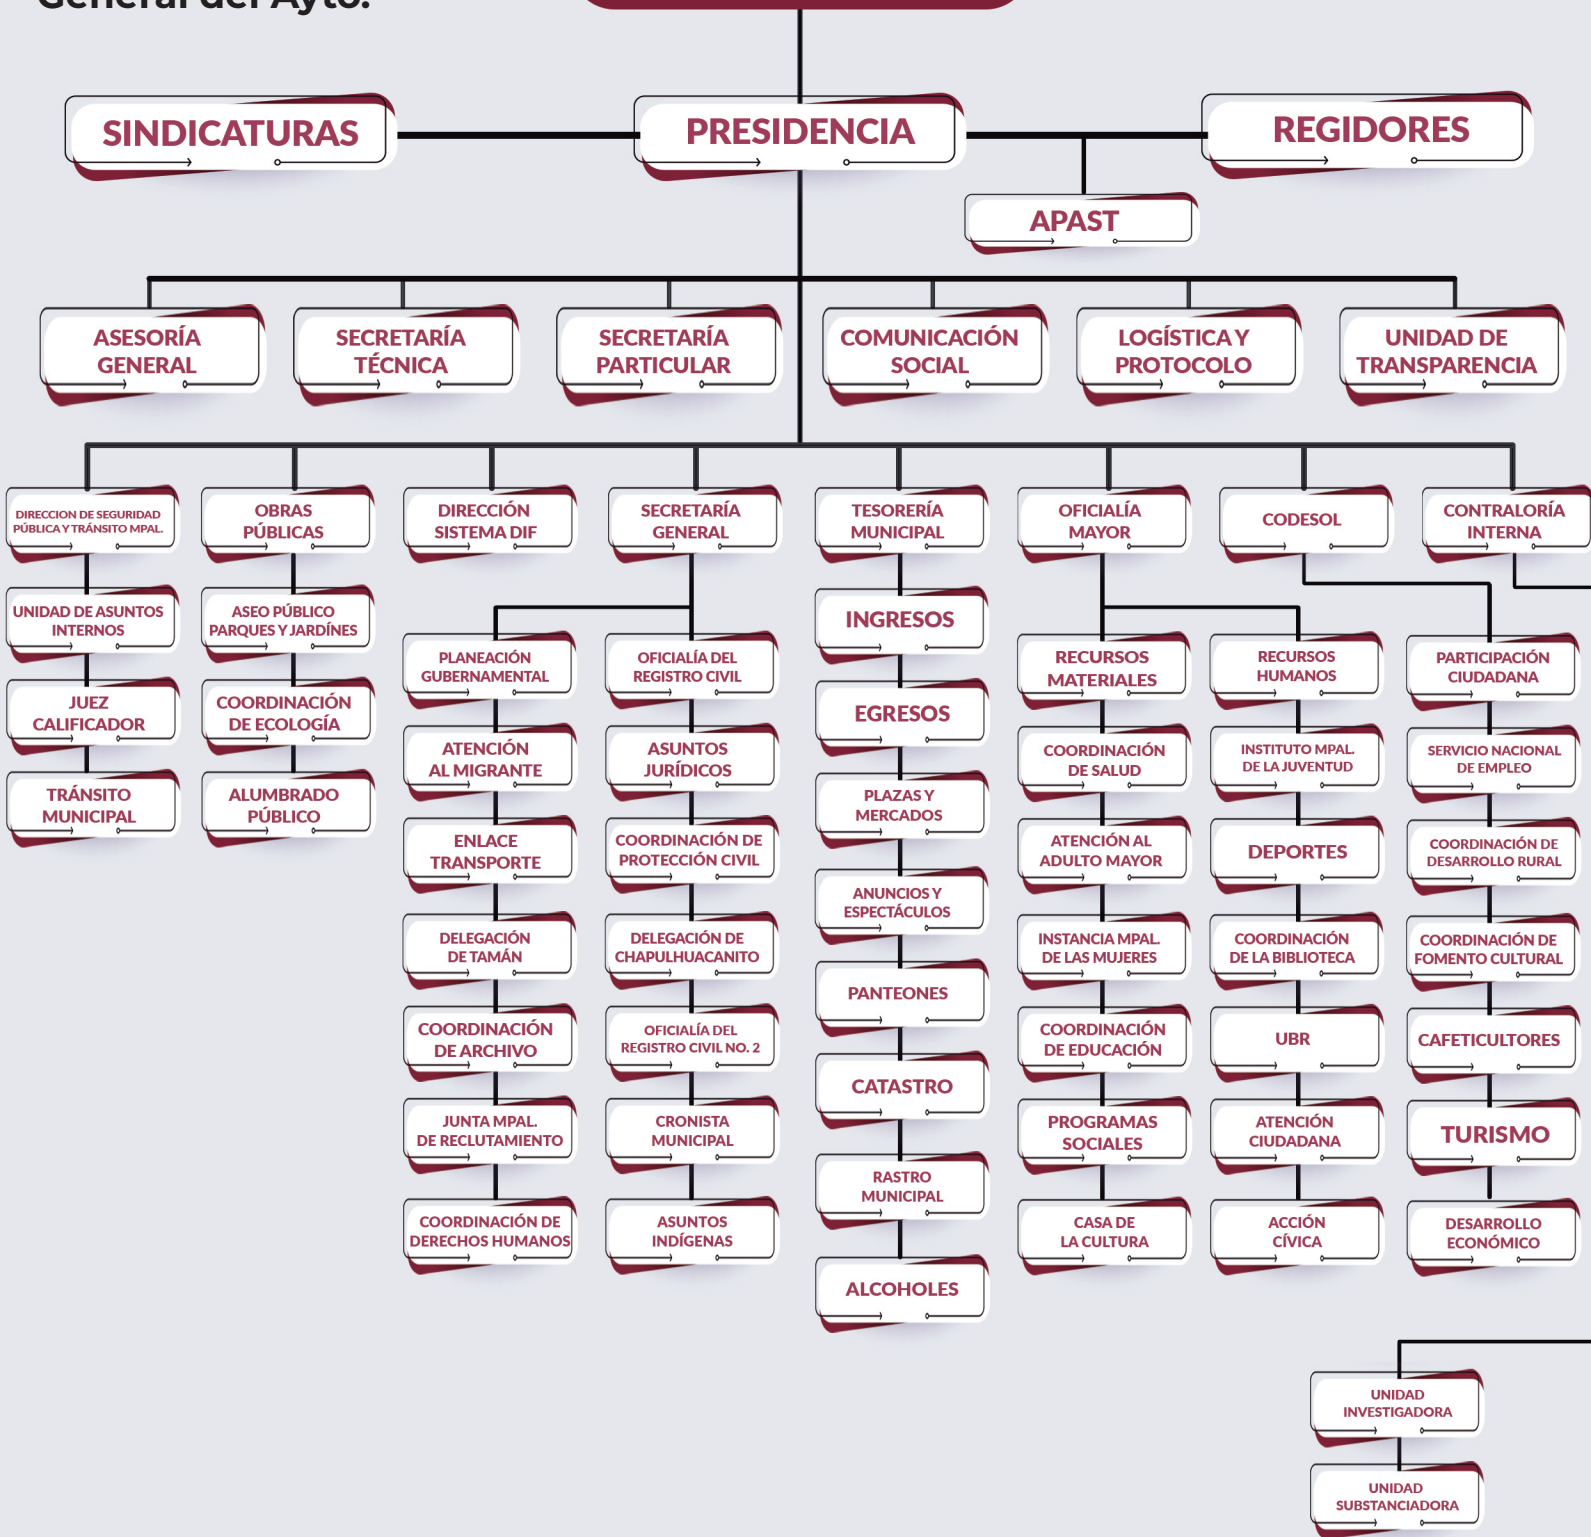 General del Ayto.
SINDICATURAS
PRESIDENCIA
REGIDORES
APAST
ASESORÍA
GENERAL
SECRETARÍA
TÉCNICA
SECRETARÍA
PARTICULAR
COMUNICACIÓN
SOCIAL
LOGÍSTICA Y
PROTOCOLO
UNIDAD DE
TRANSPARENCIA
DIRECCION DE SEGURIDAD
PÚBLICA Y TRÁNSITO MPAL.
OBRAS
PÚBLICAS
DIRECCIÓN
SISTEMA DIF
SECRETARÍA
GENERAL
TESORERÍA
MUNICIPAL
OFICIALÍA
MAYOR
CODESOL
CONTRALORÍA
INTERNA
UNIDAD DE ASUNTOS
INTERNOS
JUEZ
CALIFICADOR
TRÁNSITO
MUNICIPAL
ASEO PÚBLICO
PARQUES Y JARDÍNES
COORDINACIÓN
DE ECOLOGÍA
ALUMBRADO
PÚBLICO
PLANEACIÓN
GUBERNAMENTAL
ATENCIÓN
AL MIGRANTE
ENLACE
TRANSPORTE
DELEGACIÓN
DE TAMÁN
COORDINACIÓN
DE ARCHIVO
JUNTA MPAL.
DE RECLUTAMIENTO
COORDINACIÓN DE
DERECHOS HUMANOS
OFICIALÍA DEL
REGISTRO CIVIL
ASUNTOS
JURÍDICOS
COORDINACIÓN DE
PROTECCIÓN CIVIL
DELEGACIÓN DE
CHAPULHUACANITO
OFICIALÍA DEL
REGISTRO CIVIL NO. 2
CRONISTA
MUNICIPAL
ASUNTOS
INDÍGENAS
INGRESOS
EGRESOS
PLAZAS Y
MERCADOS
ANUNCIOS Y
ESPECTÁCULOS
PANTEONES
CATASTRO
RASTRO
MUNICIPAL
ALCOHOLES
RECURSOS
MATERIALES
COORDINACIÓN
DE SALUD
ATENCIÓN AL
ADULTO MAYOR
INSTANCIA MPAL.
DE LAS MUJERES
COORDINACIÓN
DE EDUCACIÓN
PROGRAMAS
SOCIALES
CASA DE
LA CULTURA
RECURSOS
HUMANOS
INSTITUTO MPAL.
DE LA JUVENTUD
DEPORTES
COORDINACIÓN
DE LA BIBLIOTECA
UBR
ATENCIÓN
CIUDADANA
ACCIÓN
CÍVICA
PARTICIPACIÓN
CIUDADANA
SERVICIO NACIONAL
DE EMPLEO
COORDINACIÓN DE
DESARROLLO RURAL
COORDINACIÓN DE
FOMENTO CULTURAL
CAFETICULTORES
TURISMO
DESARROLLO
ECONÓMICO
UNIDAD
INVESTIGADORA
UNIDAD
SUBSTANCIADORA